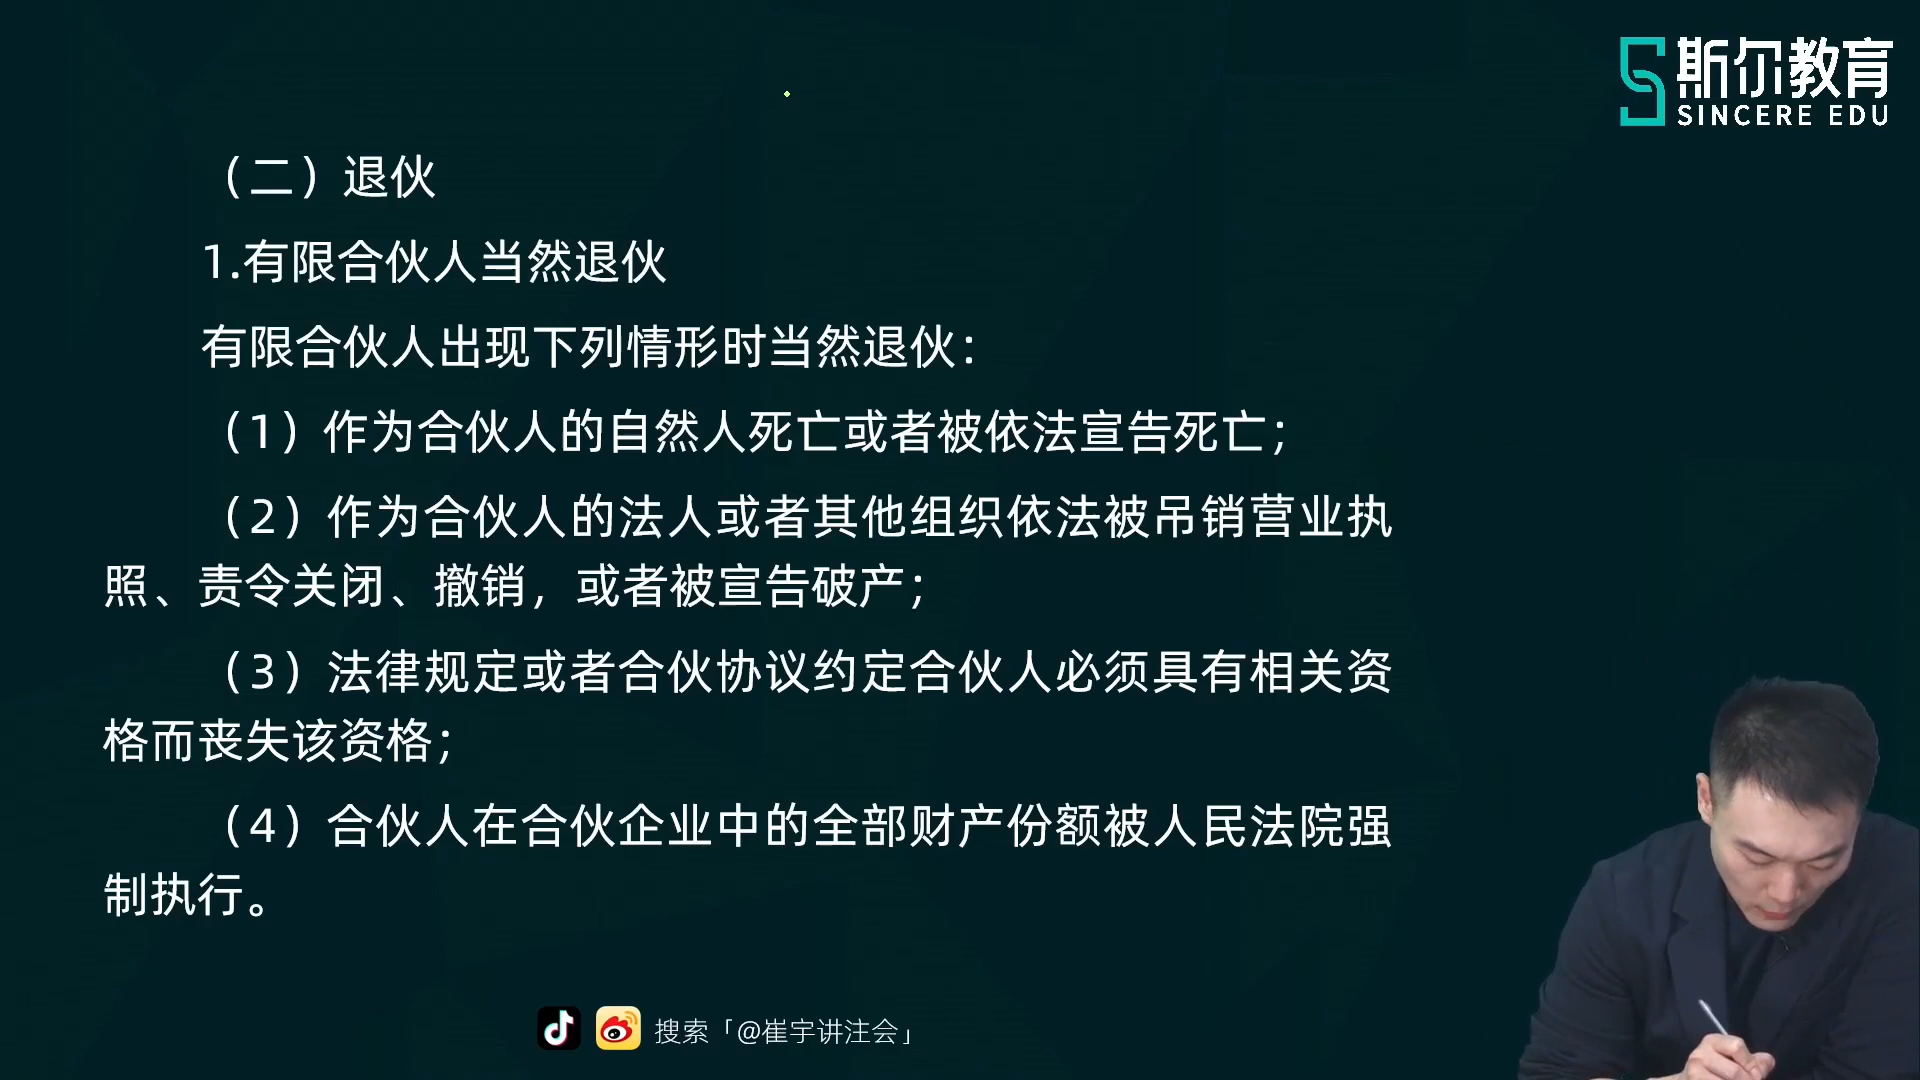 斯尔教育
SINCERE EDU
（二）退伙
1.有限合伙人当然退伙
有限合伙人出现下列情形时当然退伙：
（1）作为合伙人的自然人死亡或者被依法宣告死亡；
（2）作为合伙人的法人或者其他组织依法被吊销营业执
照、责令关闭、撤销，或者被宣告破产；
（3）法律规定或者合伙协议约定合伙人必须具有相关资
格而丧失该资格；
（4）合伙人在合伙企业中的全部财产份额被人民法院强
制执行。
搜索「@崔宇讲注会」